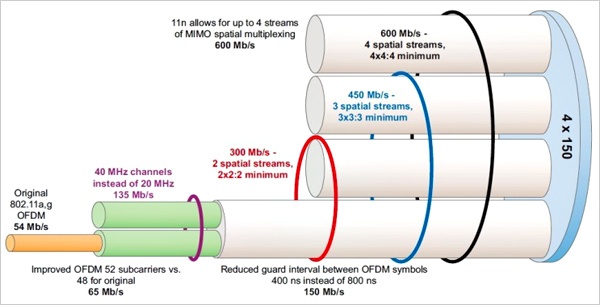 11n allows for up to 4 streams
of MIMO spatial multiplexing
600 Mb/s
600 Mb/s -
4 spatial streams,
4x4:4 minimum
450 Mb/s -
3 spatial streams,
3x3:3 minimum
4 x 150
300 Mb/s -
2 spatial streams,
2x2:2 minimum
40 MHz channels
instead of 20 MHz
135 Mb/s
Original
802.11a,g
OFDM
54 Mb/s
Improved OFDM 52 subcarriers vs.
48 for original
65 Mb/s
Reduced guard interval between OFDM symbols
400 ns instead of 800 ns
150 Mb/s